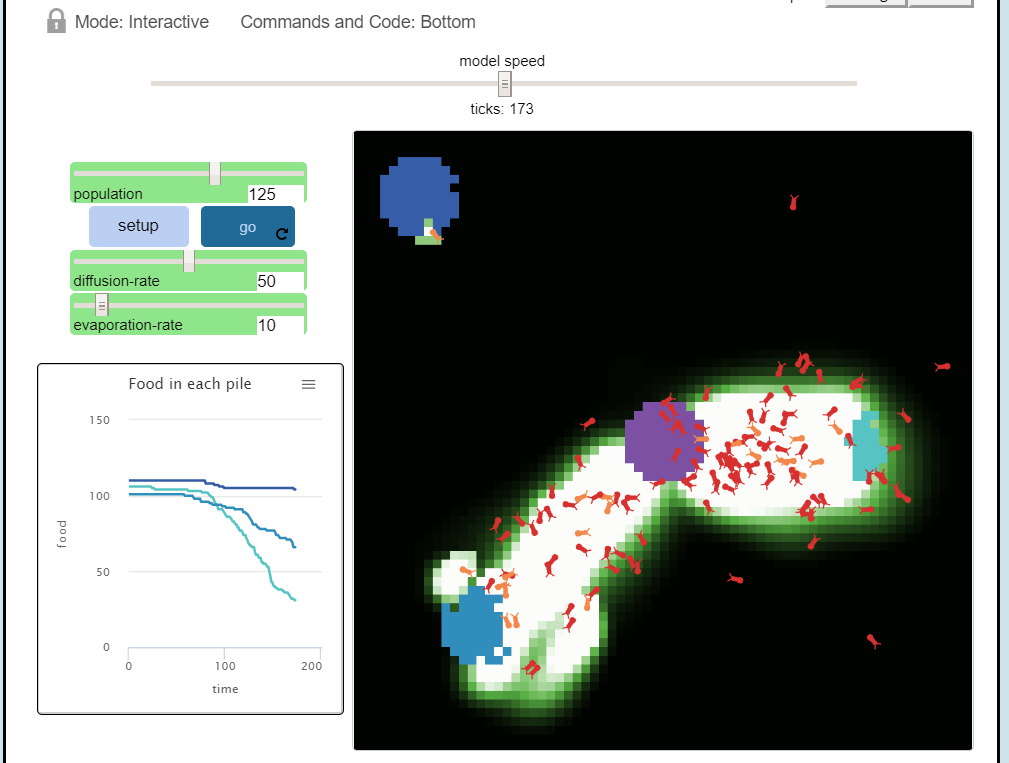 Mode: Interactive Commands and Code: Bottom
model speed
ticks: 173
population 125
setup go
diffusion-rate 50
evaporation-rate 10
Food in each pile
150
100
50
0
food
0 100 200
time